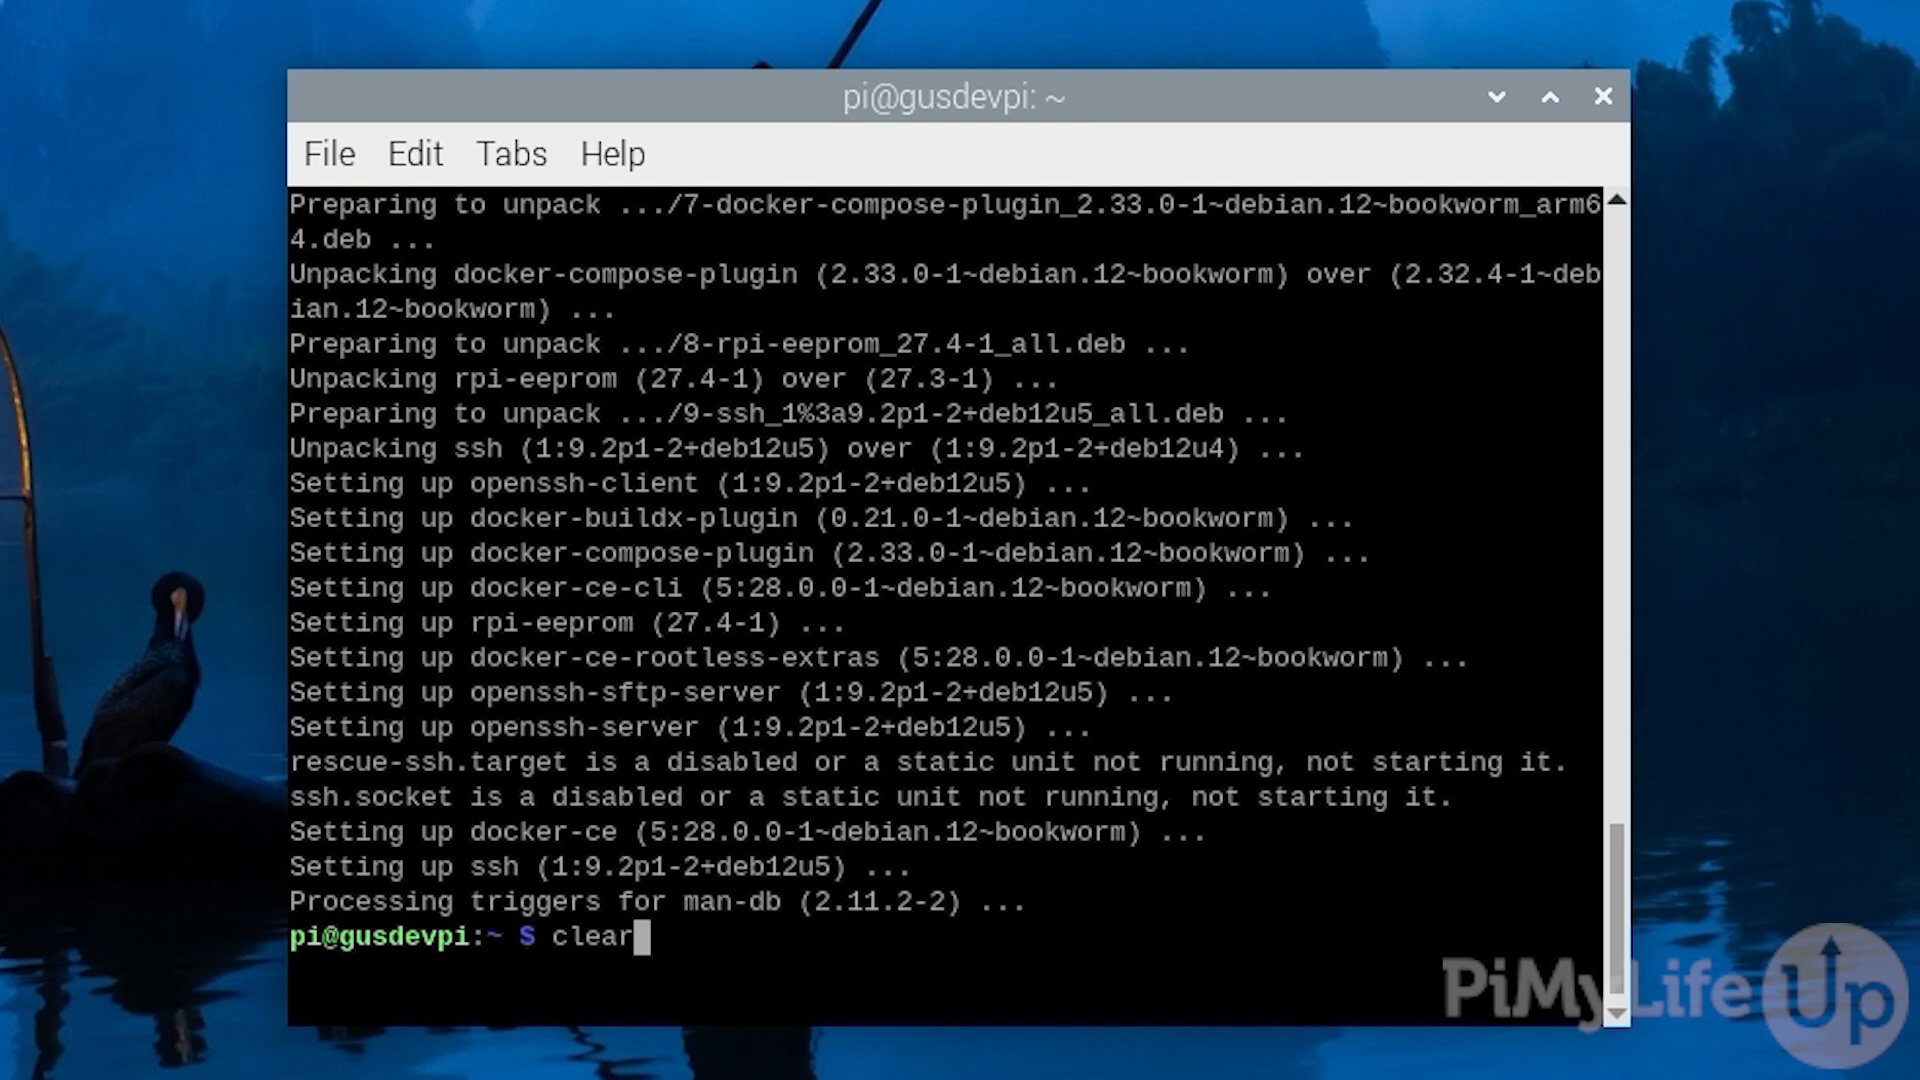 pi@gusdevpi: ~
File Edit Tabs Help
Preparing to unpack .../7-docker-compose-plugin_2.33.0-1~debian.12~bookworm_arm6
4.deb ...
Unpacking docker-compose-plugin (2.33.0-1~debian.12~bookworm) over (2.32.4-1~deb
ian.12~bookworm) ...
Preparing to unpack .../8-rpi-eeprom_27.4-1_all.deb ...
Unpacking rpi-eeprom (27.4-1) over (27.3-1) ...
Preparing to unpack .../9-ssh_1%3a9.2p1-2+deb12u5_all.deb ...
Unpacking ssh (1:9.2p1-2+deb12u5) over (1:9.2p1-2+deb12u4) ...
Setting up openssh-client (1:9.2p1-2+deb12u5) ...
Setting up docker-buildx-plugin (0.21.0-1~debian.12~bookworm) ...
Setting up docker-compose-plugin (2.33.0-1~debian.12~bookworm) ...
Setting up docker-ce-cli (5:28.0.0-1~debian.12~bookworm) ...
Setting up rpi-eeprom (27.4-1) ...
Setting up docker-ce-rootless-extras (5:28.0.0-1~debian.12~bookworm) ...
Setting up openssh-sftp-server (1:9.2p1-2+deb12u5) ...
Setting up openssh-server (1:9.2p1-2+deb12u5) ...
rescue-ssh.target is a disabled or a static unit not running, not starting it.
ssh.socket is a disabled or a static unit not running, not starting it.
Setting up docker-ce (5:28.0.0-1~debian.12~bookworm) ...
Setting up ssh (1:9.2p1-2+deb12u5) ...
Processing triggers for man-db (2.11.2-2) ...
pi@gusdevpi:~ $ clear
PiMyLifeUp